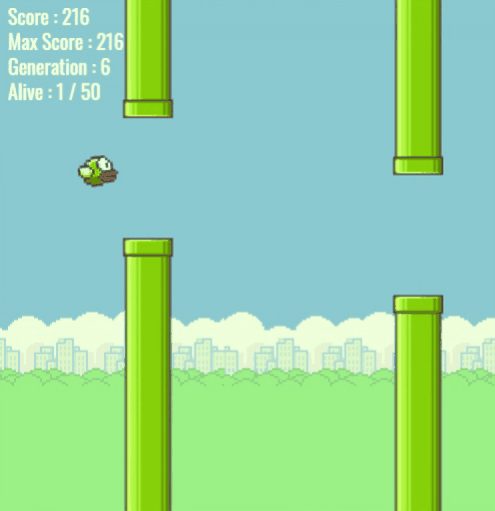 Score : 216
Max Score : 216
Generation : 6
Alive : 1 / 50